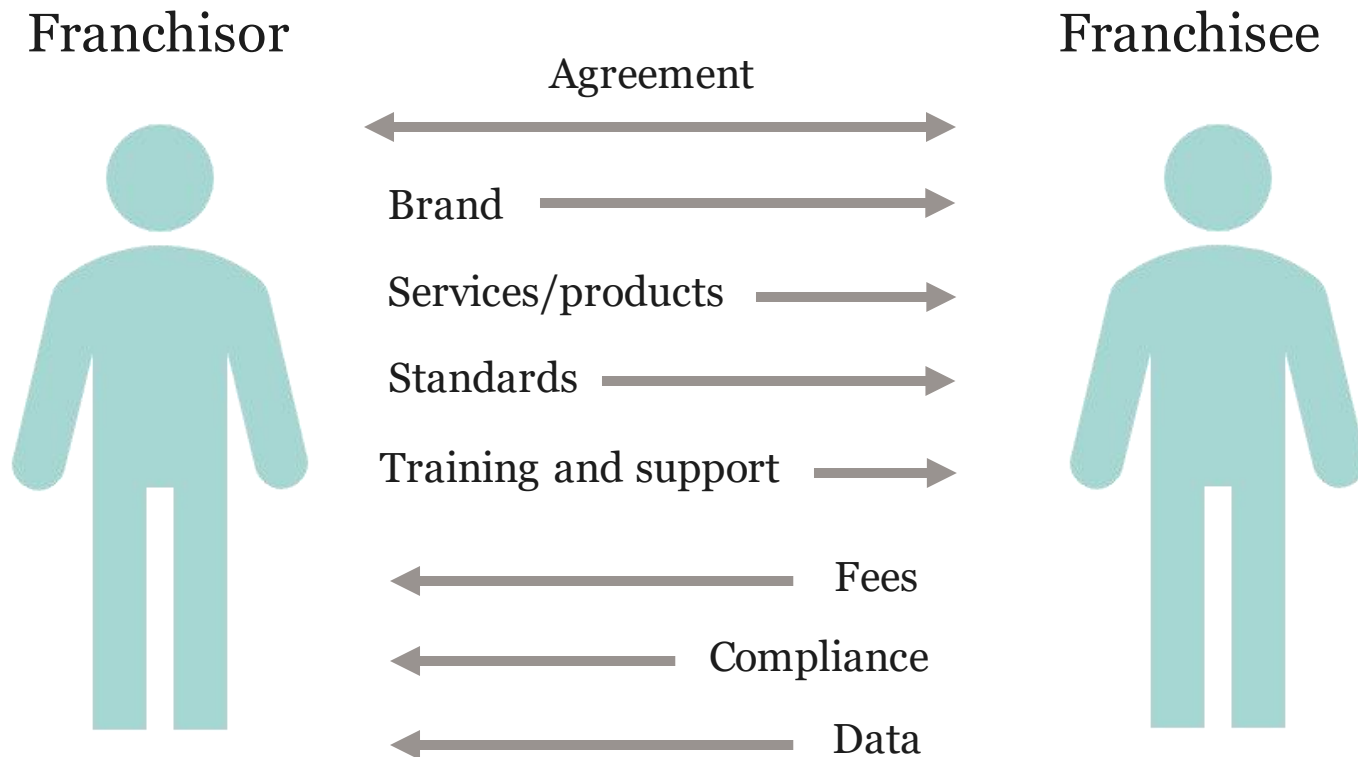 Franchisor
Franchisee
Agreement
Brand
Services/products
Standards
Training and support
Fees
Compliance
Data